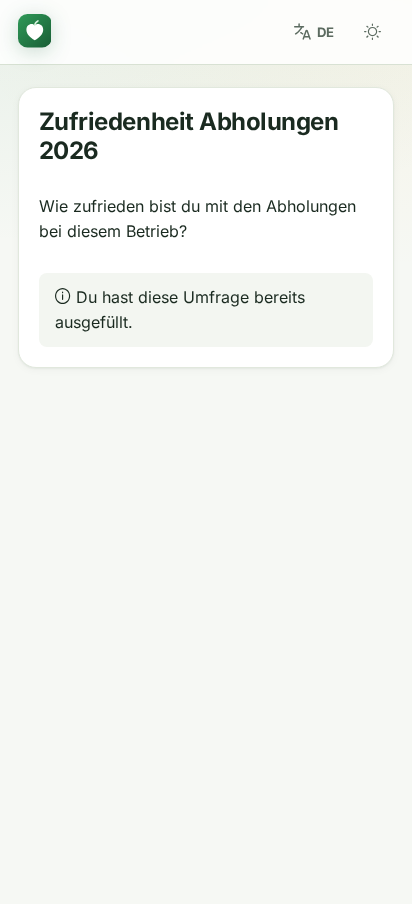 DE
Zufriedenheit Abholungen
2026
Wie zufrieden bist du mit den Abholungen
bei diesem Betrieb?
Du hast diese Umfrage bereits
ausgefüllt.